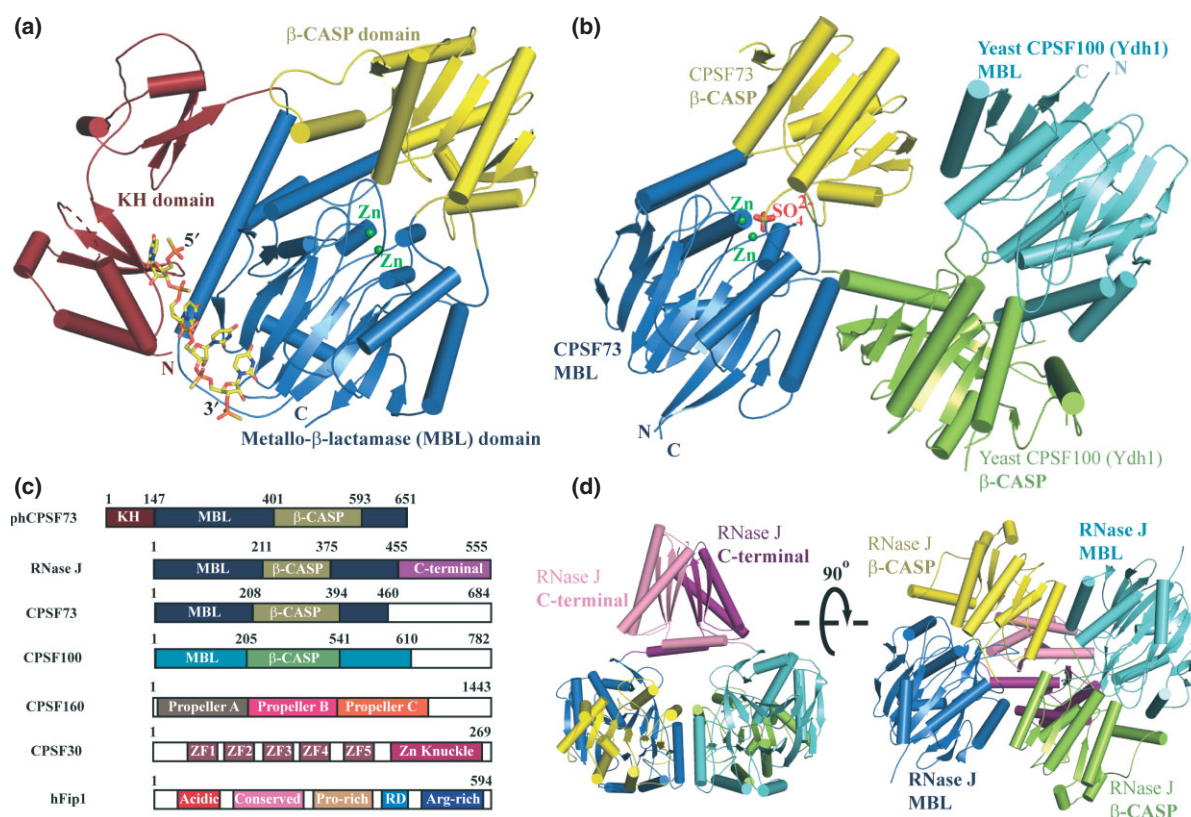 (a)
β-CASP domain
KH domain
Zn
Zn
5′
N
3′
C
Metallo-β-lactamase (MBL) domain
(b)
CPSF73
β-CASP
Yeast CPSF100 (Ydh1)
MBL
C
N
Zn
SO₄²⁻
Zn
CPSF73
MBL
N
C
Yeast CPSF100 (Ydh1)
β-CASP
(c)
1 147 401 593 651
phCPSF73 KH MBL β-CASP
1 211 375 455 555
RNase J MBL β-CASP C-terminal
1 208 394 460 684
CPSF73 MBL β-CASP
1 205 541 610 782
CPSF100 MBL β-CASP
1 1443
CPSF160 Propeller A Propeller B Propeller C
1 269
CPSF30 ZF1 ZF2 ZF3 ZF4 ZF5 Zn Knuckle
1 594
hFip1 Acidic Conserved Pro-rich RD Arg-rich
(d)
RNase J
C-terminal
RNase J
C-terminal
90°
RNase J
β-CASP
RNase J
MBL
RNase J
MBL
RNase J
β-CASP